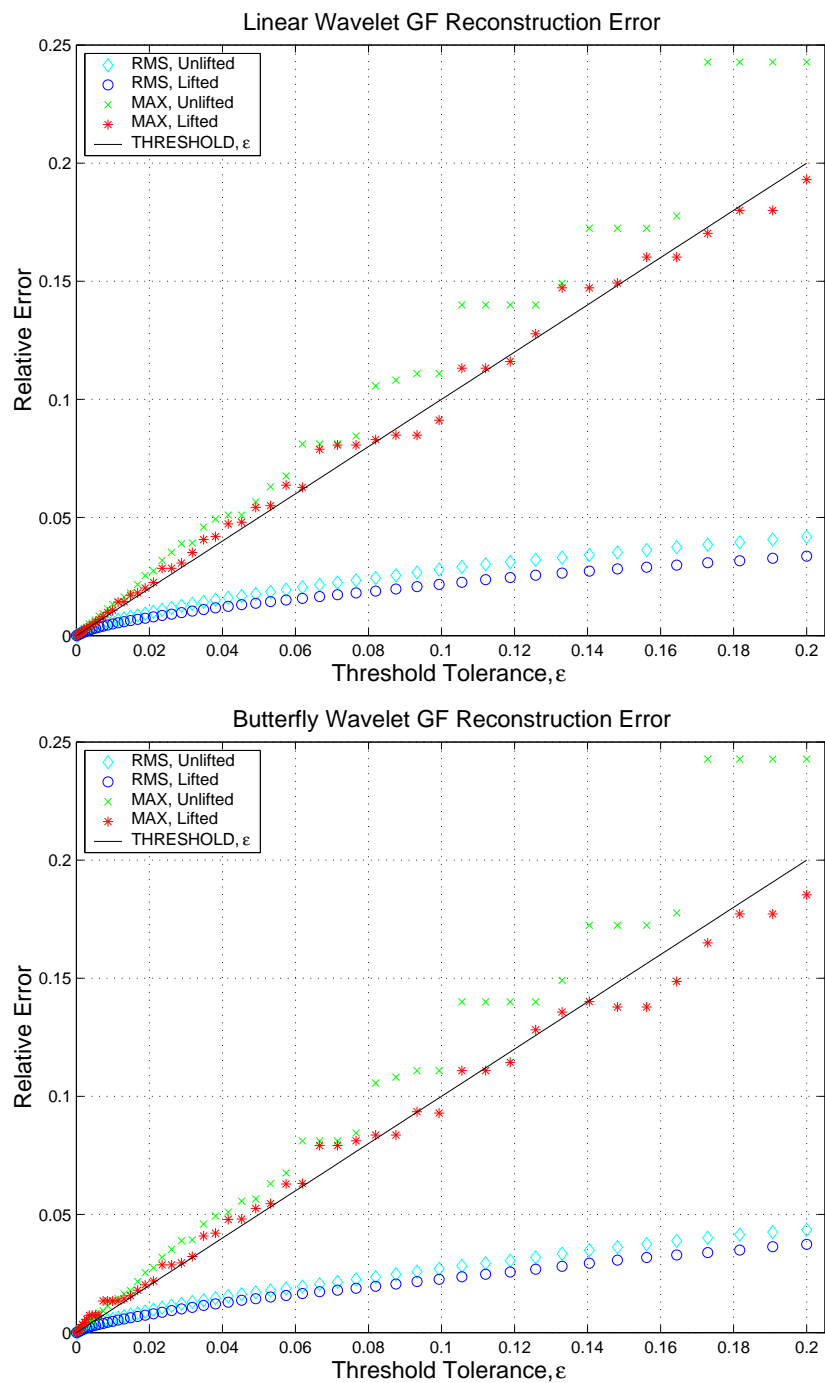 Linear Wavelet GF Reconstruction Error
0.25
RMS, Unlifted
RMS, Lifted
MAX, Unlifted
MAX, Lifted
THRESHOLD, ε
0.2
0.15
0.1
0.05
0
Relative Error
0 0.02 0.04 0.06 0.08 0.1 0.12 0.14 0.16 0.18 0.2
Threshold Tolerance, ε
Butterfly Wavelet GF Reconstruction Error
0.25
RMS, Unlifted
RMS, Lifted
MAX, Unlifted
MAX, Lifted
THRESHOLD, ε
0.2
0.15
0.1
0.05
0
Relative Error
0 0.02 0.04 0.06 0.08 0.1 0.12 0.14 0.16 0.18 0.2
Threshold Tolerance, ε